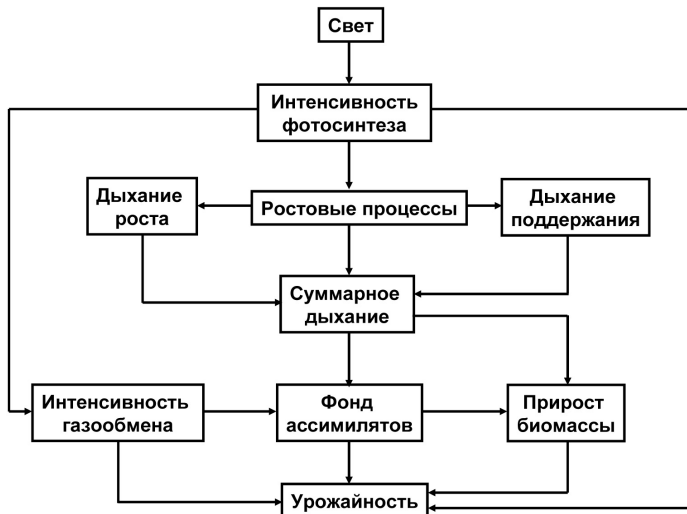 Свет
Интенсивность
фотосинтеза
Дыхание
роста
Ростовые процессы
Дыхание
поддержания
Суммарное
дыхание
Интенсивность
газообмена
Фонд
ассимилятов
Прирост
биомассы
Урожайность